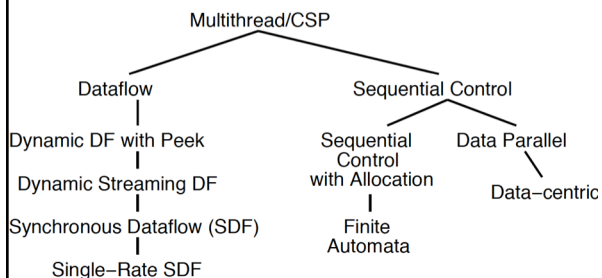 Multithread/CSP
Dataflow
Sequential Control
Dynamic DF with Peek
Sequential
Control
with Allocation
Data Parallel
Dynamic Streaming DF
Data−centric
Synchronous Dataflow (SDF)
Finite
Automata
Single−Rate SDF